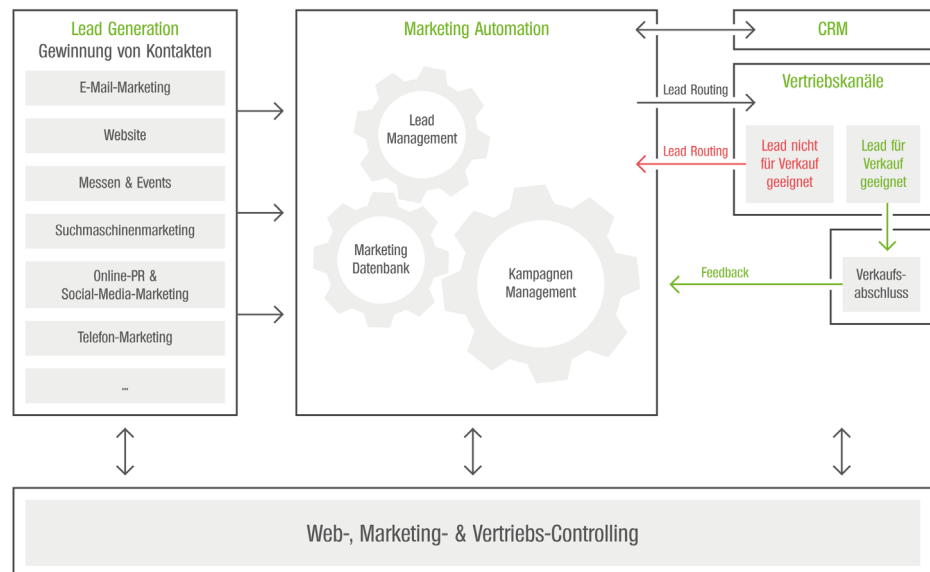 Lead Generation
Gewinnung von Kontakten
E-Mail-Marketing
Website
Messen & Events
Suchmaschinenmarketing
Online-PR &
Social-Media-Marketing
Telefon-Marketing
...
Marketing Automation
Lead
Management
Marketing
Datenbank
Kampagnen
Management
CRM
Lead Routing
Vertriebskanäle
Lead Routing
Lead nicht
für Verkauf
geeignet
Lead für
Verkauf
geeignet
Feedback
Verkaufs-
abschluss
Web-, Marketing- & Vertriebs-Controlling